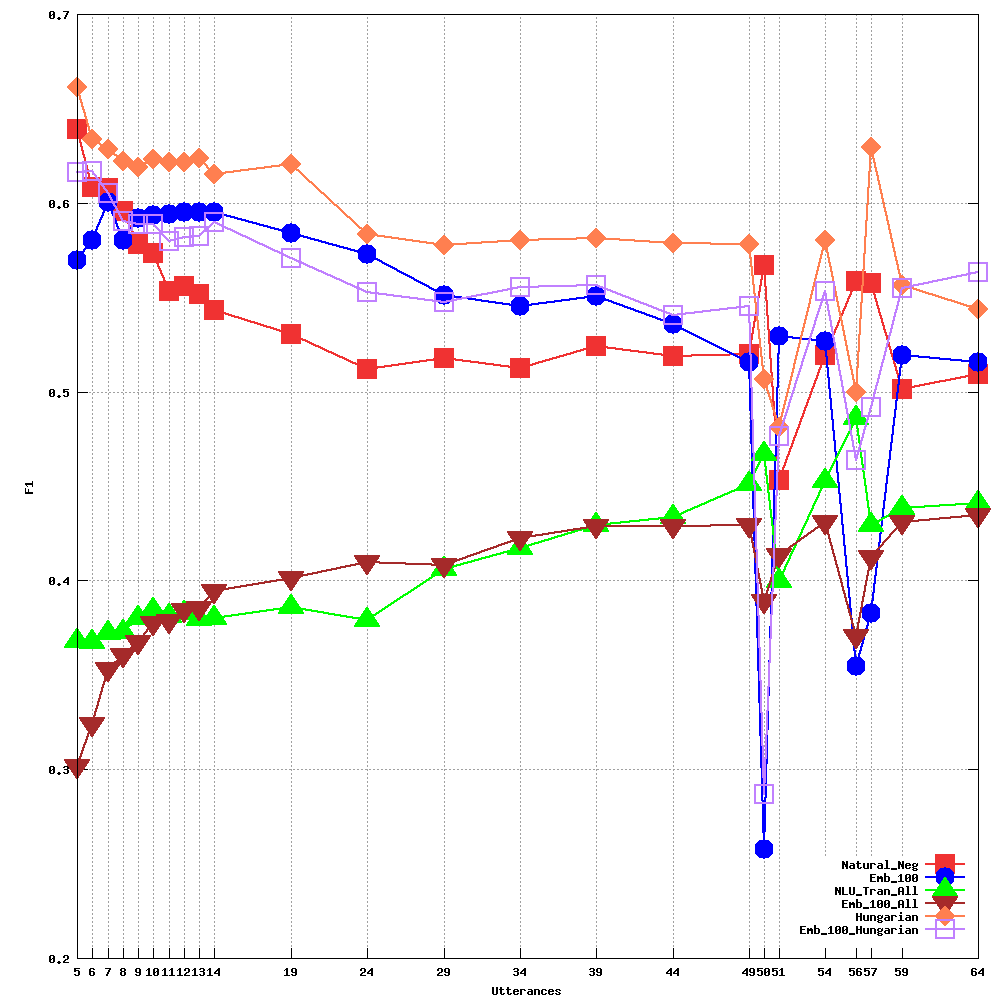 0.7
0.6
0.5
0.4
0.3
0.2
F1
5 6 7 8 9 10 11 12 13 14 19 24 29 34 39 44 49 50 51 54 56 57 59 64
Utterances
Natural_Neg
Emb_100
NLU_Tran_All
Emb_100_All
Hungarian
Emb_100_Hungarian